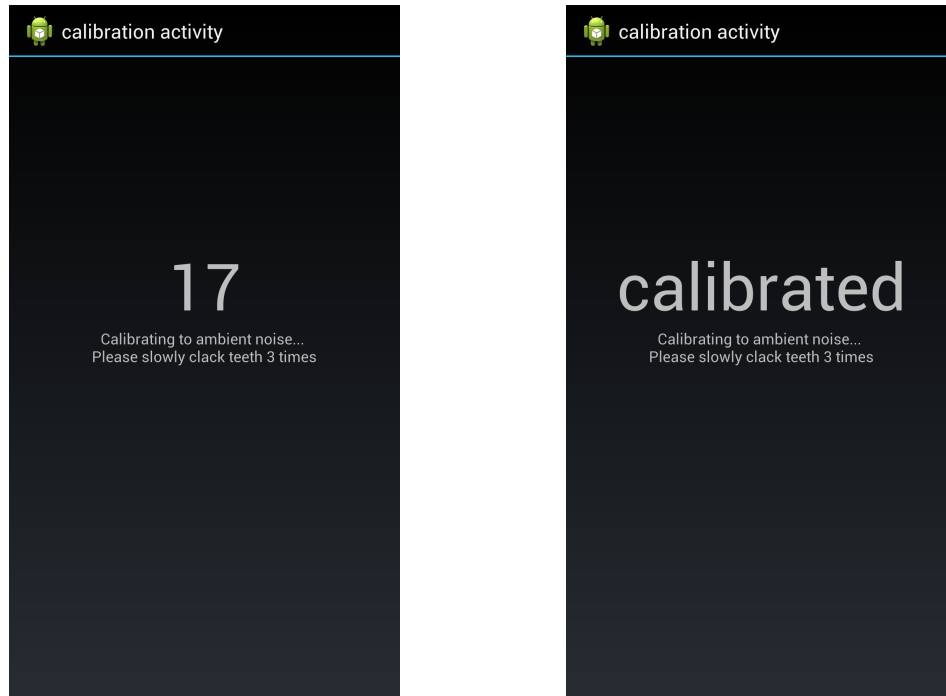 calibration activity
17
Calibrating to ambient noise...
Please slowly clack teeth 3 times
calibration activity
calibrated
Calibrating to ambient noise...
Please slowly clack teeth 3 times